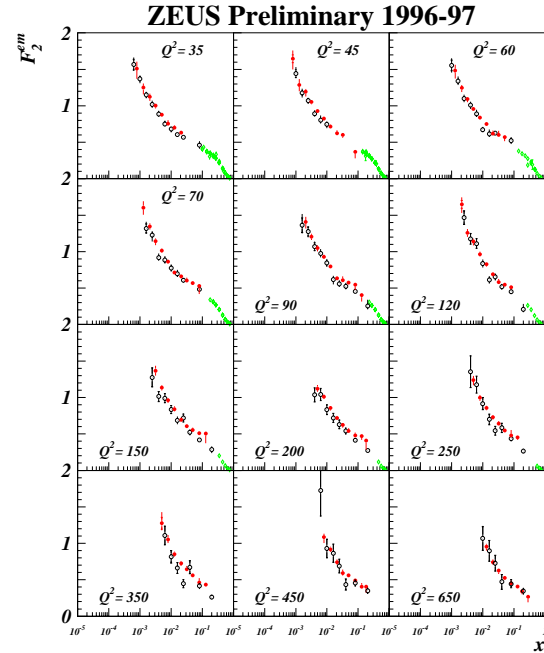 ZEUS Preliminary 1996-97
F₂ᵉᵐ
2
Q² = 35
Q² = 45
Q² = 60
1
2
Q² = 70
Q² = 90
Q² = 120
1
2
Q² = 150
Q² = 200
Q² = 250
1
2
Q² = 350
Q² = 450
Q² = 650
1
0
10⁻⁵ 10⁻⁴ 10⁻³ 10⁻² 10⁻¹ 10⁻⁵ 10⁻⁴ 10⁻³ 10⁻² 10⁻¹ 10⁻⁵ 10⁻⁴ 10⁻³ 10⁻² 10⁻¹ 1
x